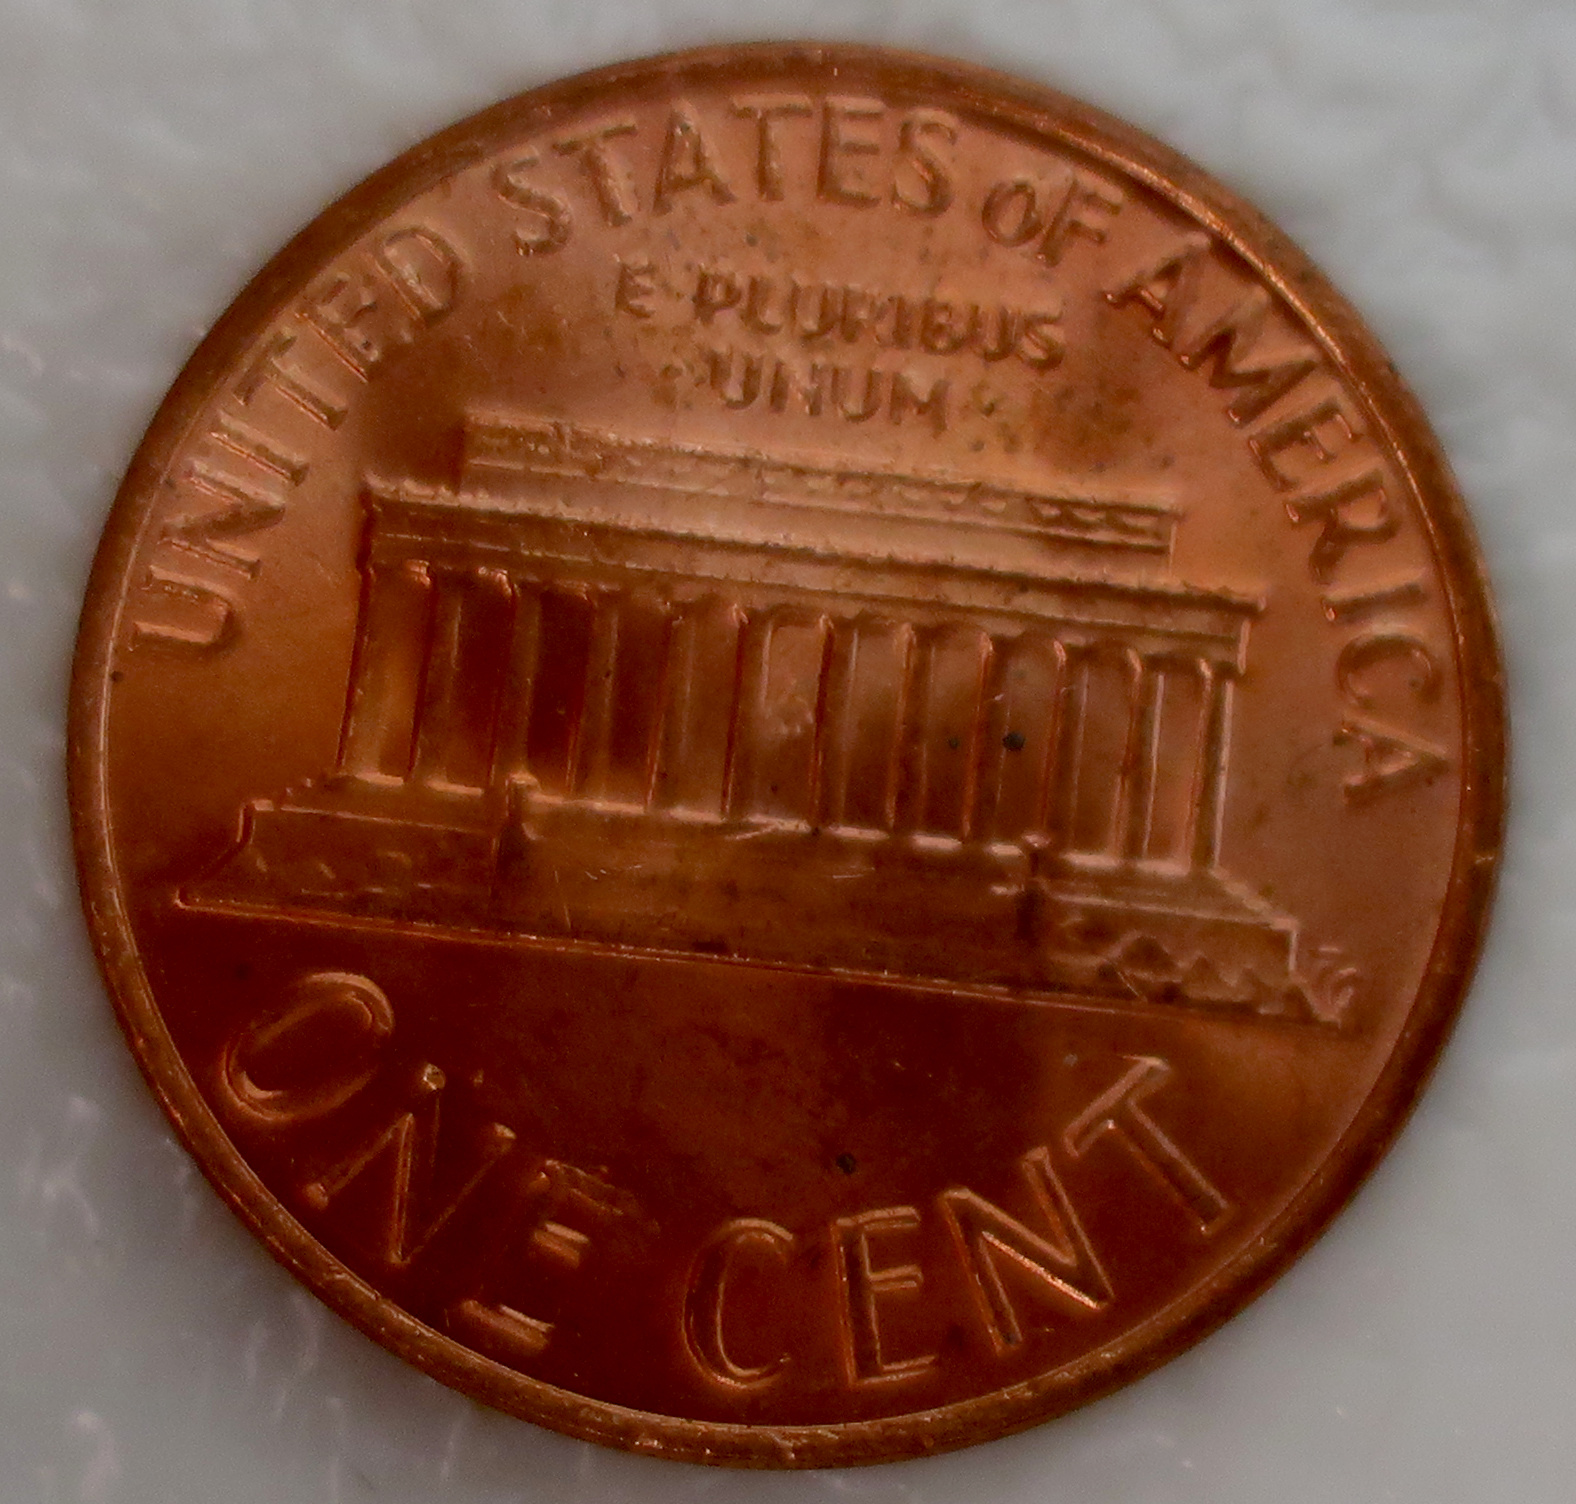 UNITED STATES OF AMERICA
E PLURIBUS
UNUM
ONE CENT